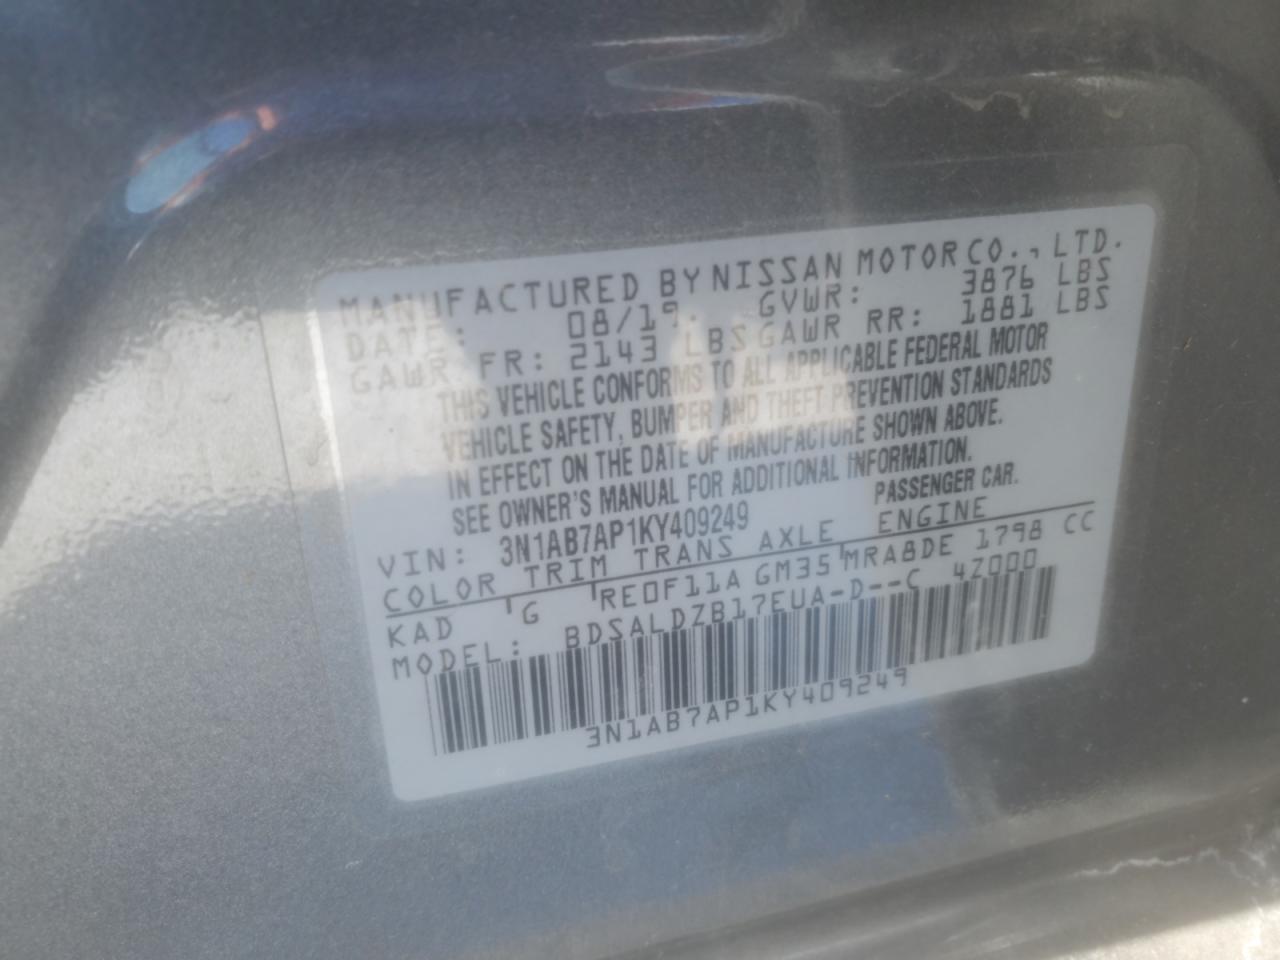 MANUFACTURED BY NISSAN MOTOR CO., LTD.
DATE: 08/19. GVWR: 3876 LBS
GAWR FR: 2143 LBS GAWR RR: 1881 LBS
THIS VEHICLE CONFORMS TO ALL APPLICABLE FEDERAL MOTOR
VEHICLE SAFETY, BUMPER AND THEFT PREVENTION STANDARDS
IN EFFECT ON THE DATE OF MANUFACTURE SHOWN ABOVE.
SEE OWNER'S MANUAL FOR ADDITIONAL INFORMATION.
VIN: 3N1AB7AP1KY409249 PASSENGER CAR.
COLOR TRIM TRANS AXLE ENGINE
KAD G RE0F11A GM35 MRA8DE 1798 CC
MODEL: BDSALDZB17EUA-D--C 4Z000
3N1AB7AP1KY409249